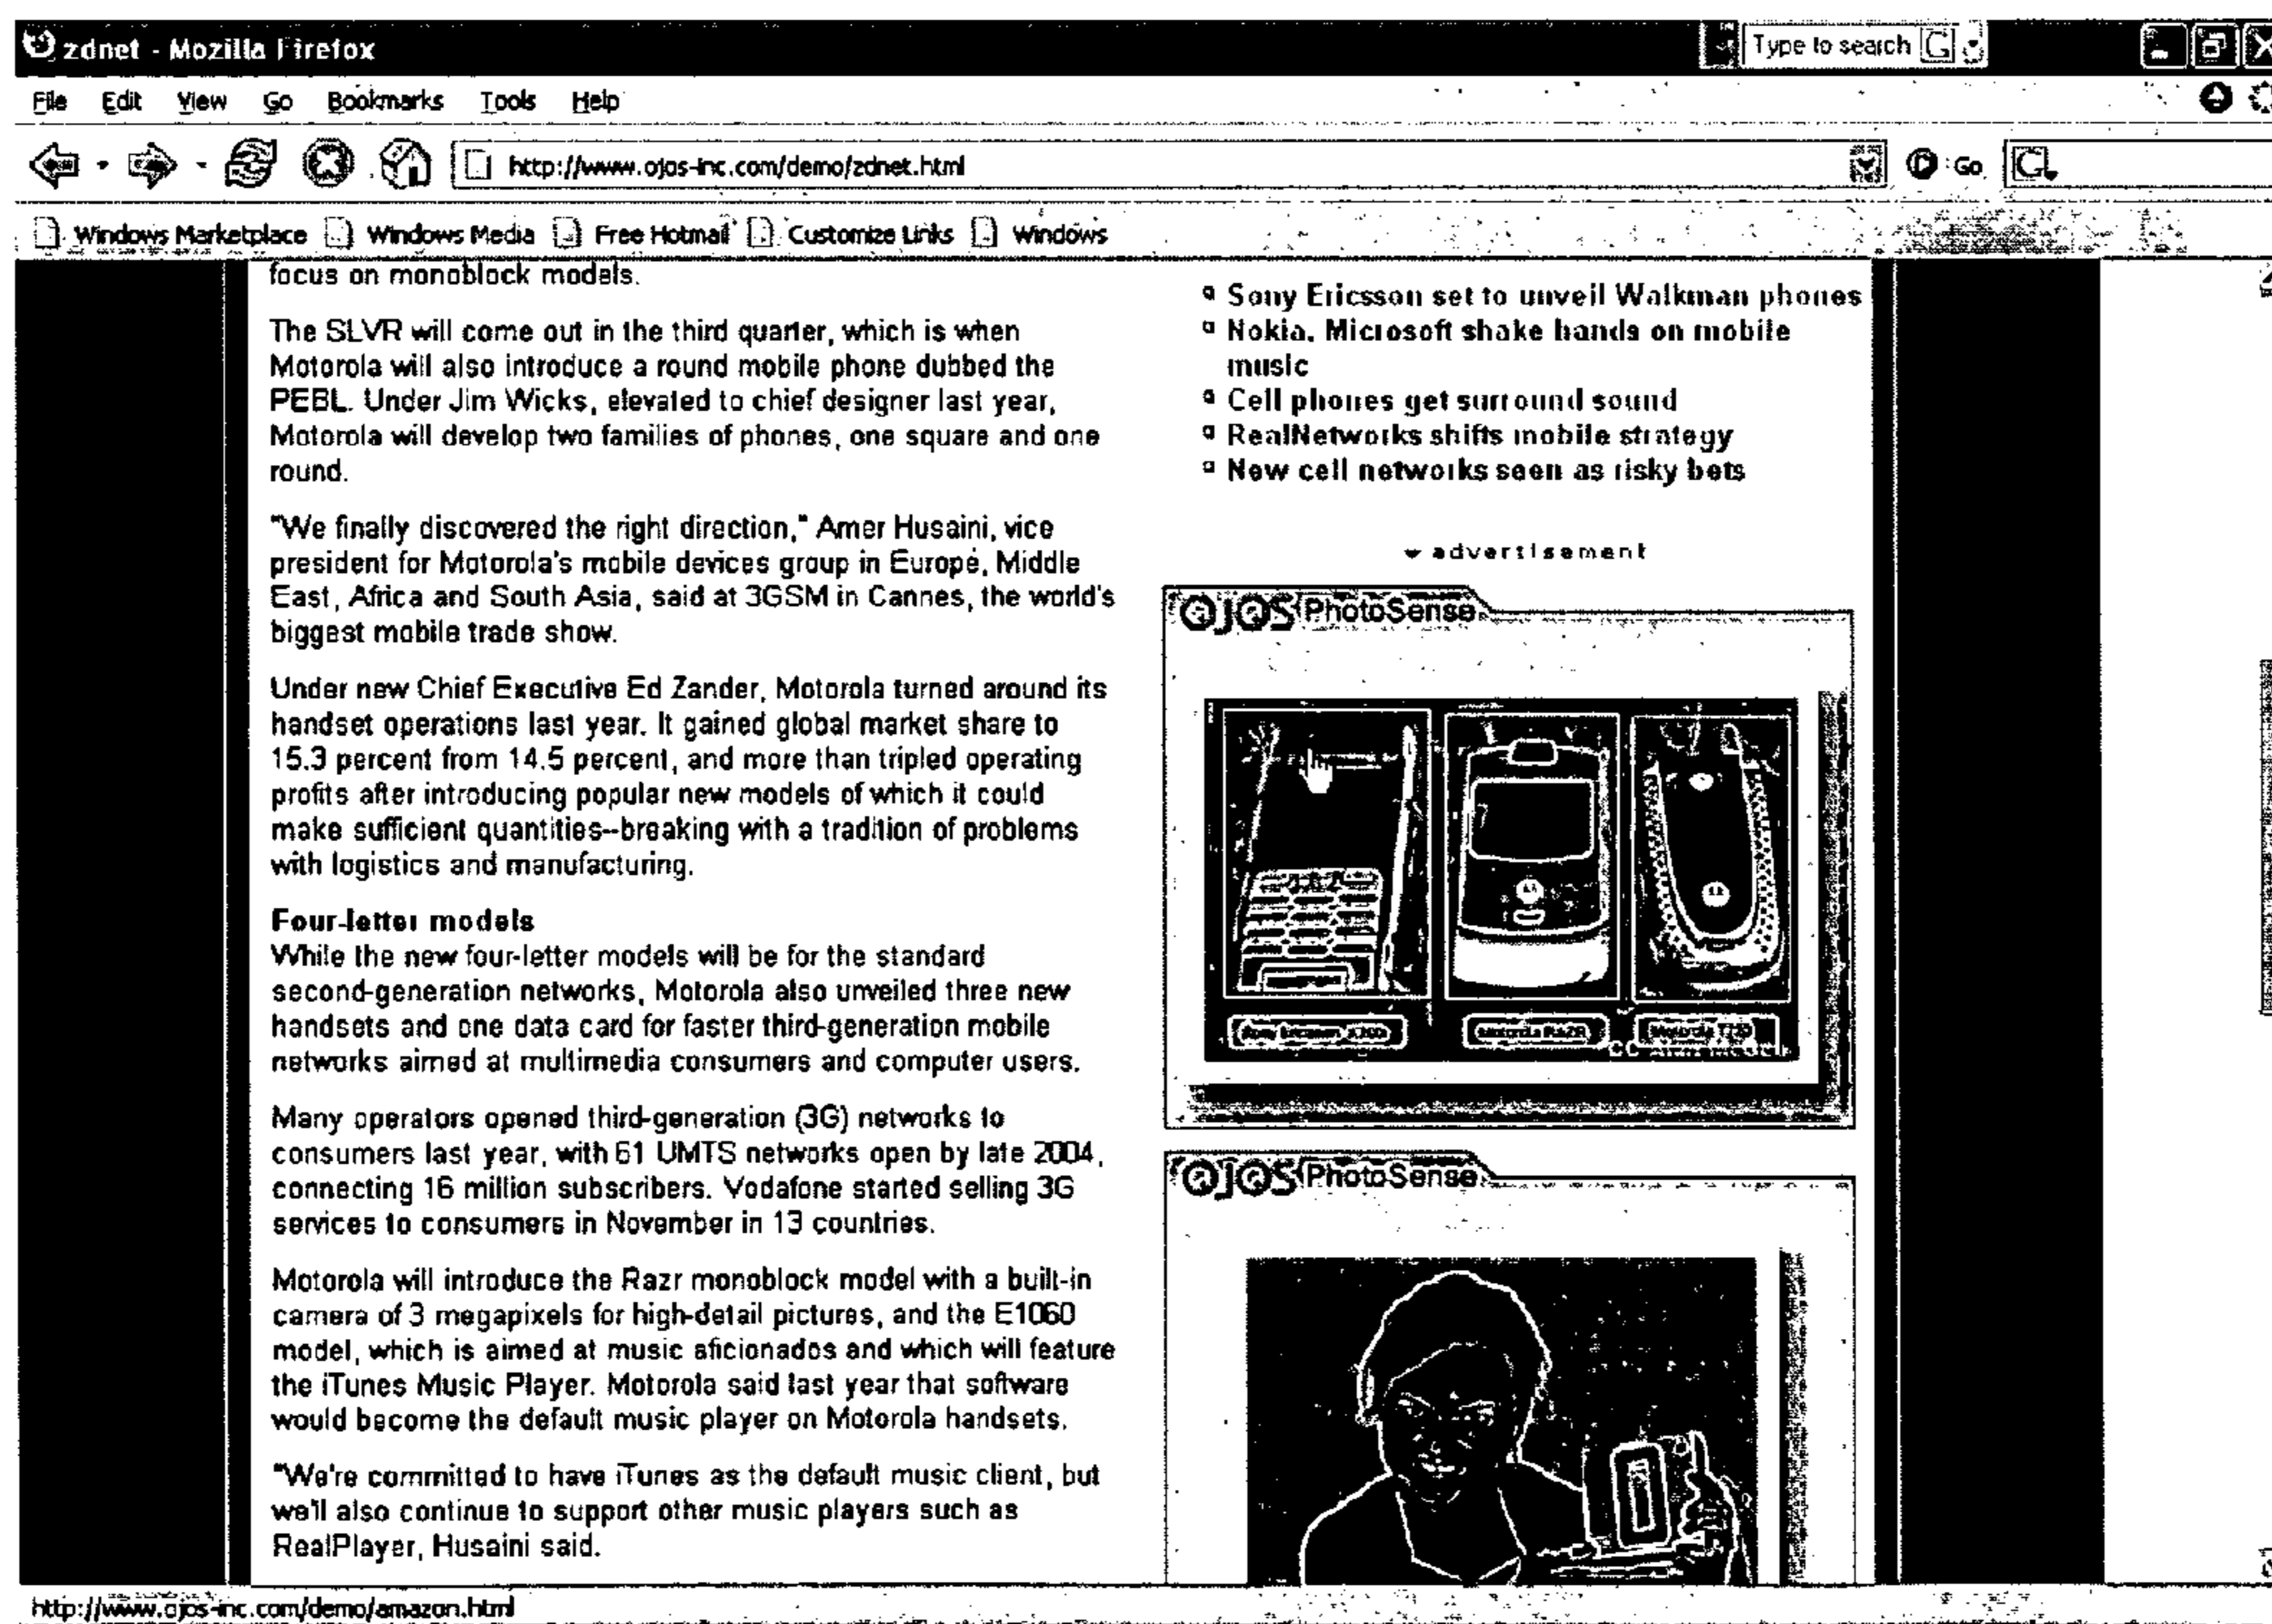 zdnet - Mozilla Firefox
Type to search
File Edit View Go Bookmarks Tools Help
http://www.ojos-inc.com/demo/zdnet.html
Go
Windows Marketplace Windows Media Free Hotmail Customize Links Windows
focus on monoblock models.
The SLVR will come out in the third quarter, which is when
Motorola will also introduce a round mobile phone dubbed the
PEBL. Under Jim Wicks, elevated to chief designer last year,
Motorola will develop two families of phones, one square and one
round.
"We finally discovered the right direction," Amer Husaini, vice
president for Motorola's mobile devices group in Europe, Middle
East, Africa and South Asia, said at 3GSM in Cannes, the world's
biggest mobile trade show.
Under new Chief Executive Ed Zander, Motorola turned around its
handset operations last year. It gained global market share to
15.3 percent from 14.5 percent, and more than tripled operating
profits after introducing popular new models of which it could
make sufficient quantities--breaking with a tradition of problems
with logistics and manufacturing.
Four-letter models
While the new four-letter models will be for the standard
second-generation networks, Motorola also unveiled three new
handsets and one data card for faster third-generation mobile
networks aimed at multimedia consumers and computer users.
Many operators opened third-generation (3G) networks to
consumers last year, with 61 UMTS networks open by late 2004,
connecting 16 million subscribers. Vodafone started selling 3G
services to consumers in November in 13 countries.
Motorola will introduce the Razr monoblock model with a built-in
camera of 3 megapixels for high-detail pictures, and the E1060
model, which is aimed at music aficionados and which will feature
the iTunes Music Player. Motorola said last year that software
would become the default music player on Motorola handsets.
"We're committed to have iTunes as the default music client, but
we'll also continue to support other music players such as
RealPlayer, Husaini said.
Sony Ericsson set to unveil Walkman phones
Nokia, Microsoft shake hands on mobile
music
Cell phones get surround sound
RealNetworks shifts mobile strategy
New cell networks seen as risky bets
advertisement
OJOS PhotoSense
Sony Ericsson
Motorola RAZR
Motorola T720
OJOS PhotoSense
http://www.ojos-inc.com/demo/amazon.html